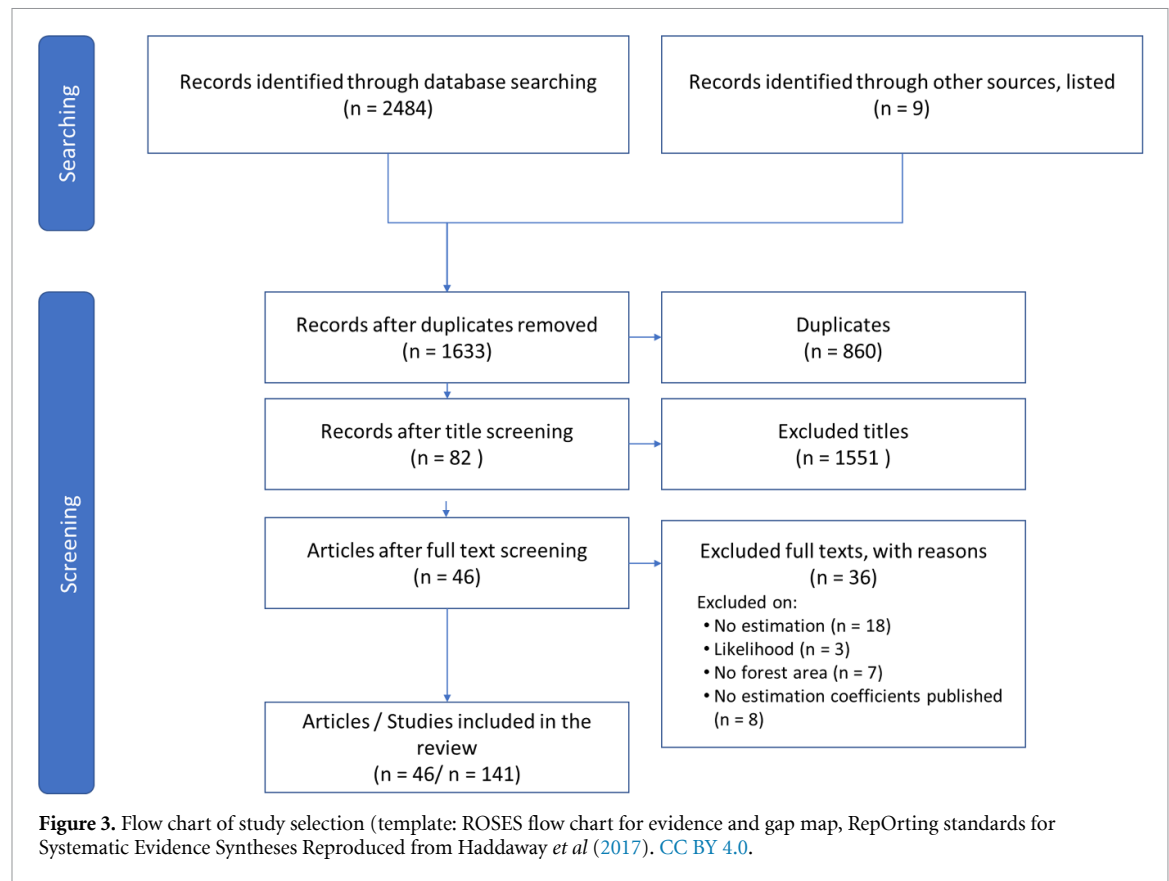 Searching
Records identified through database searching
(n = 2484)
Records identified through other sources, listed
(n = 9)
Screening
Records after duplicates removed
(n = 1633)
Duplicates
(n = 860)
Records after title screening
(n = 82 )
Excluded titles
(n = 1551 )
Articles after full text screening
(n = 46)
Excluded full texts, with reasons
(n = 36)
Excluded on:
• No estimation (n = 18)
• Likelihood (n = 3)
• No forest area (n = 7)
• No estimation coefficients published
(n = 8)
Articles / Studies included in the
review
(n = 46/ n = 141)
Figure 3. Flow chart of study selection (template: ROSES flow chart for evidence and gap map, RepOrting standards for
Systematic Evidence Syntheses Reproduced from Haddaway et al (2017). CC BY 4.0.